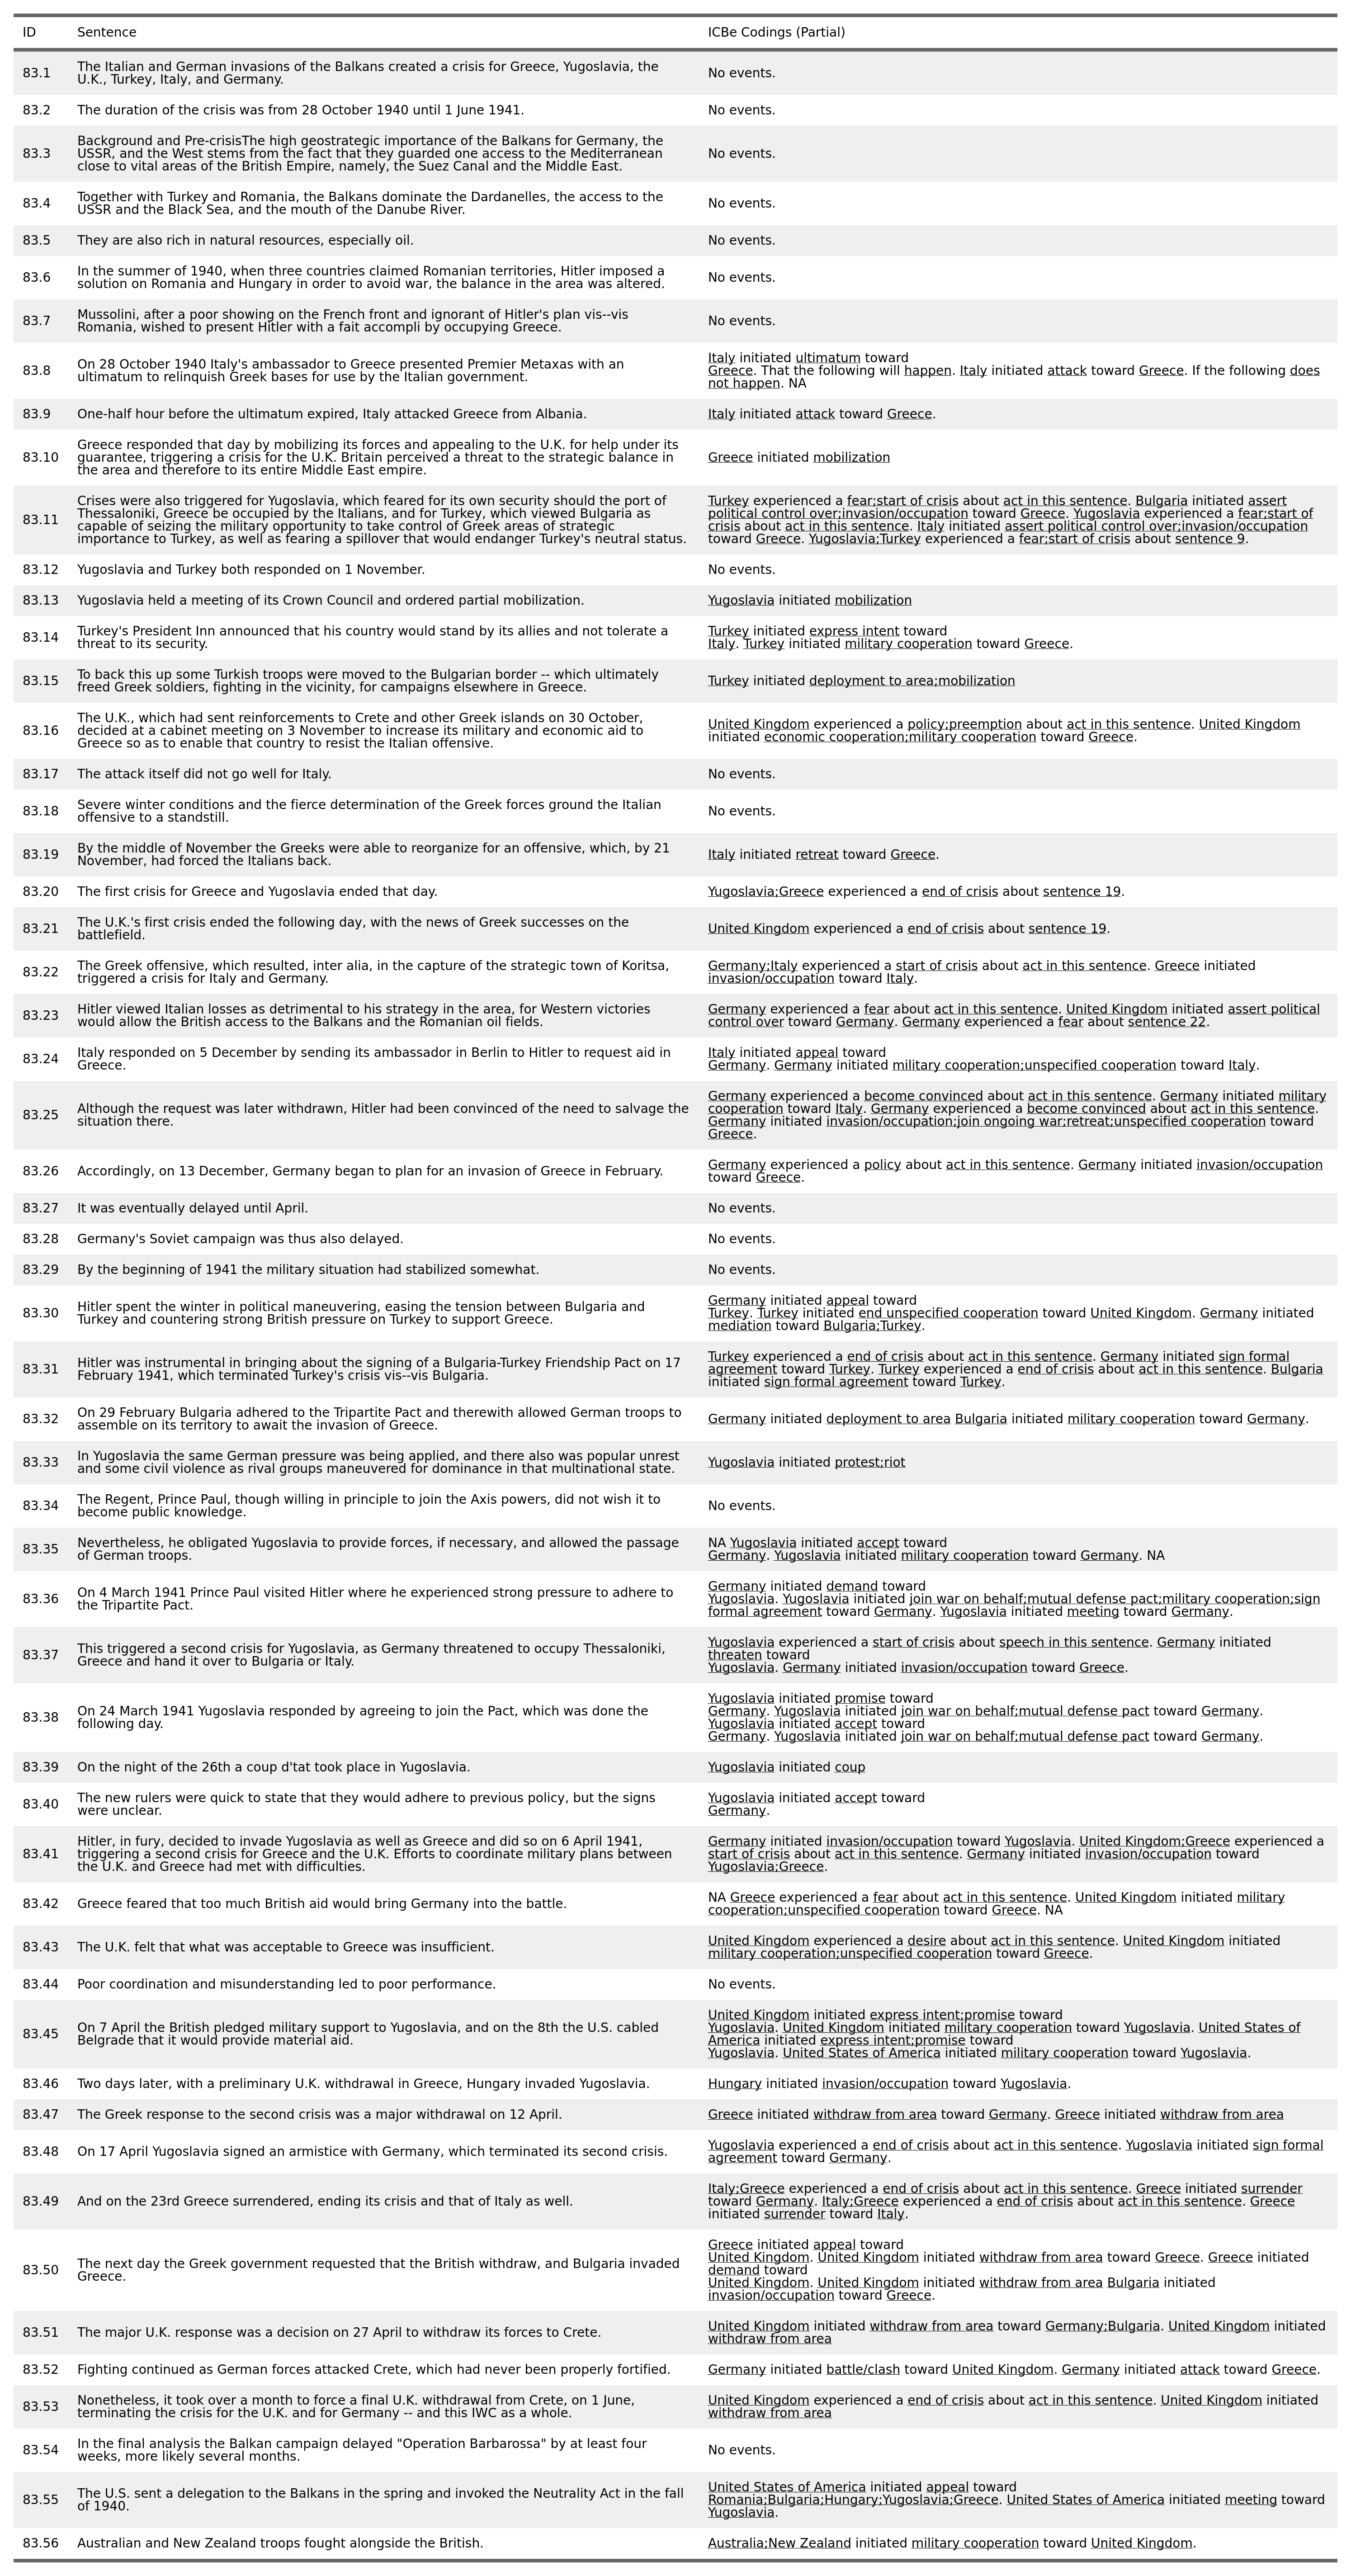 ID Sentence ICBe Codings (Partial)
83.1 The Italian and German invasions of the Balkans created a crisis for Greece, Yugoslavia, the
U.K., Turkey, Italy, and Germany.
No events.
83.2 The duration of the crisis was from 28 October 1940 until 1 June 1941.
No events.
83.3 Background and Pre-crisisThe high geostrategic importance of the Balkans for Germany, the
USSR, and the West stems from the fact that they guarded one access to the Mediterranean
close to vital areas of the British Empire, namely, the Suez Canal and the Middle East.
No events.
83.4 Together with Turkey and Romania, the Balkans dominate the Dardanelles, the access to the
USSR and the Black Sea, and the mouth of the Danube River.
No events.
83.5 They are also rich in natural resources, especially oil.
No events.
83.6 In the summer of 1940, when three countries claimed Romanian territories, Hitler imposed a
solution on Romania and Hungary in order to avoid war, the balance in the area was altered.
No events.
83.7 Mussolini, after a poor showing on the French front and ignorant of Hitler's plan vis--vis
Romania, wished to present Hitler with a fait accompli by occupying Greece.
No events.
83.8 On 28 October 1940 Italy's ambassador to Greece presented Premier Metaxas with an
ultimatum to relinquish Greek bases for use by the Italian government.
Italy initiated ultimatum toward
Greece. That the following will happen. Italy initiated attack toward Greece. If the following does
not happen. NA
83.9 One-half hour before the ultimatum expired, Italy attacked Greece from Albania.
Italy initiated attack toward Greece.
83.10 Greece responded that day by mobilizing its forces and appealing to the U.K. for help under its
guarantee, triggering a crisis for the U.K. Britain perceived a threat to the strategic balance in
the area and therefore to its entire Middle East empire.
Greece initiated mobilization
83.11 Crises were also triggered for Yugoslavia, which feared for its own security should the port of
Thessaloniki, Greece be occupied by the Italians, and for Turkey, which viewed Bulgaria as
capable of seizing the military opportunity to take control of Greek areas of strategic
importance to Turkey, as well as fearing a spillover that would endanger Turkey's neutral status.
Turkey experienced a fear;start of crisis about act in this sentence. Bulgaria initiated assert
political control over;invasion/occupation toward Greece. Yugoslavia experienced a fear;start of
crisis about act in this sentence. Italy initiated assert political control over;invasion/occupation
toward Greece. Yugoslavia;Turkey experienced a fear;start of crisis about sentence 9.
83.12 Yugoslavia and Turkey both responded on 1 November.
No events.
83.13 Yugoslavia held a meeting of its Crown Council and ordered partial mobilization.
Yugoslavia initiated mobilization
83.14 Turkey's President Inn announced that his country would stand by its allies and not tolerate a
threat to its security.
Turkey initiated express intent toward
Italy. Turkey initiated military cooperation toward Greece.
83.15 To back this up some Turkish troops were moved to the Bulgarian border -- which ultimately
freed Greek soldiers, fighting in the vicinity, for campaigns elsewhere in Greece.
Turkey initiated deployment to area;mobilization
83.16 The U.K., which had sent reinforcements to Crete and other Greek islands on 30 October,
decided at a cabinet meeting on 3 November to increase its military and economic aid to
Greece so as to enable that country to resist the Italian offensive.
United Kingdom experienced a policy;preemption about act in this sentence. United Kingdom
initiated economic cooperation;military cooperation toward Greece.
83.17 The attack itself did not go well for Italy.
No events.
83.18 Severe winter conditions and the fierce determination of the Greek forces ground the Italian
offensive to a standstill.
No events.
83.19 By the middle of November the Greeks were able to reorganize for an offensive, which, by 21
November, had forced the Italians back.
Italy initiated retreat toward Greece.
83.20 The first crisis for Greece and Yugoslavia ended that day.
Yugoslavia;Greece experienced a end of crisis about sentence 19.
83.21 The U.K.'s first crisis ended the following day, with the news of Greek successes on the
battlefield.
United Kingdom experienced a end of crisis about sentence 19.
83.22 The Greek offensive, which resulted, inter alia, in the capture of the strategic town of Koritsa,
triggered a crisis for Italy and Germany.
Germany;Italy experienced a start of crisis about act in this sentence. Greece initiated
invasion/occupation toward Italy.
83.23 Hitler viewed Italian losses as detrimental to his strategy in the area, for Western victories
would allow the British access to the Balkans and the Romanian oil fields.
Germany experienced a fear about act in this sentence. United Kingdom initiated assert political
control over toward Germany. Germany experienced a fear about sentence 22.
83.24 Italy responded on 5 December by sending its ambassador in Berlin to Hitler to request aid in
Greece.
Italy initiated appeal toward
Germany. Germany initiated military cooperation;unspecified cooperation toward Italy.
83.25 Although the request was later withdrawn, Hitler had been convinced of the need to salvage the
situation there.
Germany experienced a become convinced about act in this sentence. Germany initiated military
cooperation toward Italy. Germany experienced a become convinced about act in this sentence.
Germany initiated invasion/occupation;join ongoing war;retreat;unspecified cooperation toward
Greece.
83.26 Accordingly, on 13 December, Germany began to plan for an invasion of Greece in February.
Germany experienced a policy about act in this sentence. Germany initiated invasion/occupation
toward Greece.
83.27 It was eventually delayed until April.
No events.
83.28 Germany's Soviet campaign was thus also delayed.
No events.
83.29 By the beginning of 1941 the military situation had stabilized somewhat.
No events.
83.30 Hitler spent the winter in political maneuvering, easing the tension between Bulgaria and
Turkey and countering strong British pressure on Turkey to support Greece.
Germany initiated appeal toward
Turkey. Turkey initiated end unspecified cooperation toward United Kingdom. Germany initiated
mediation toward Bulgaria;Turkey.
83.31 Hitler was instrumental in bringing about the signing of a Bulgaria-Turkey Friendship Pact on 17
February 1941, which terminated Turkey's crisis vis--vis Bulgaria.
Turkey experienced a end of crisis about act in this sentence. Germany initiated sign formal
agreement toward Turkey. Turkey experienced a end of crisis about act in this sentence. Bulgaria
initiated sign formal agreement toward Turkey.
83.32 On 29 February Bulgaria adhered to the Tripartite Pact and therewith allowed German troops to
assemble on its territory to await the invasion of Greece.
Germany initiated deployment to area Bulgaria initiated military cooperation toward Germany.
83.33 In Yugoslavia the same German pressure was being applied, and there also was popular unrest
and some civil violence as rival groups maneuvered for dominance in that multinational state.
Yugoslavia initiated protest;riot
83.34 The Regent, Prince Paul, though willing in principle to join the Axis powers, did not wish it to
become public knowledge.
No events.
83.35 Nevertheless, he obligated Yugoslavia to provide forces, if necessary, and allowed the passage
of German troops.
NA Yugoslavia initiated accept toward
Germany. Yugoslavia initiated military cooperation toward Germany. NA
83.36 On 4 March 1941 Prince Paul visited Hitler where he experienced strong pressure to adhere to
the Tripartite Pact.
Germany initiated demand toward
Yugoslavia. Yugoslavia initiated join war on behalf;mutual defense pact;military cooperation;sign
formal agreement toward Germany. Yugoslavia initiated meeting toward Germany.
83.37 This triggered a second crisis for Yugoslavia, as Germany threatened to occupy Thessaloniki,
Greece and hand it over to Bulgaria or Italy.
Yugoslavia experienced a start of crisis about speech in this sentence. Germany initiated
threaten toward
Yugoslavia. Germany initiated invasion/occupation toward Greece.
83.38 On 24 March 1941 Yugoslavia responded by agreeing to join the Pact, which was done the
following day.
Yugoslavia initiated promise toward
Germany. Yugoslavia initiated join war on behalf;mutual defense pact toward Germany.
Yugoslavia initiated accept toward
Germany. Yugoslavia initiated join war on behalf;mutual defense pact toward Germany.
83.39 On the night of the 26th a coup d'tat took place in Yugoslavia.
Yugoslavia initiated coup
83.40 The new rulers were quick to state that they would adhere to previous policy, but the signs
were unclear.
Yugoslavia initiated accept toward
Germany.
83.41 Hitler, in fury, decided to invade Yugoslavia as well as Greece and did so on 6 April 1941,
triggering a second crisis for Greece and the U.K. Efforts to coordinate military plans between
the U.K. and Greece had met with difficulties.
Germany initiated invasion/occupation toward Yugoslavia. United Kingdom;Greece experienced a
start of crisis about act in this sentence. Germany initiated invasion/occupation toward
Yugoslavia;Greece.
83.42 Greece feared that too much British aid would bring Germany into the battle.
NA Greece experienced a fear about act in this sentence. United Kingdom initiated military
cooperation;unspecified cooperation toward Greece. NA
83.43 The U.K. felt that what was acceptable to Greece was insufficient.
United Kingdom experienced a desire about act in this sentence. United Kingdom initiated
military cooperation;unspecified cooperation toward Greece.
83.44 Poor coordination and misunderstanding led to poor performance.
No events.
83.45 On 7 April the British pledged military support to Yugoslavia, and on the 8th the U.S. cabled
Belgrade that it would provide material aid.
United Kingdom initiated express intent;promise toward
Yugoslavia. United Kingdom initiated military cooperation toward Yugoslavia. United States of
America initiated express intent;promise toward
Yugoslavia. United States of America initiated military cooperation toward Yugoslavia.
83.46 Two days later, with a preliminary U.K. withdrawal in Greece, Hungary invaded Yugoslavia.
Hungary initiated invasion/occupation toward Yugoslavia.
83.47 The Greek response to the second crisis was a major withdrawal on 12 April.
Greece initiated withdraw from area toward Germany. Greece initiated withdraw from area
83.48 On 17 April Yugoslavia signed an armistice with Germany, which terminated its second crisis.
Yugoslavia experienced a end of crisis about act in this sentence. Yugoslavia initiated sign formal
agreement toward Germany.
83.49 And on the 23rd Greece surrendered, ending its crisis and that of Italy as well.
Italy;Greece experienced a end of crisis about act in this sentence. Greece initiated surrender
toward Germany. Italy;Greece experienced a end of crisis about act in this sentence. Greece
initiated surrender toward Italy.
83.50 The next day the Greek government requested that the British withdraw, and Bulgaria invaded
Greece.
Greece initiated appeal toward
United Kingdom. United Kingdom initiated withdraw from area toward Greece. Greece initiated
demand toward
United Kingdom. United Kingdom initiated withdraw from area Bulgaria initiated
invasion/occupation toward Greece.
83.51 The major U.K. response was a decision on 27 April to withdraw its forces to Crete.
United Kingdom initiated withdraw from area toward Germany;Bulgaria. United Kingdom initiated
withdraw from area
83.52 Fighting continued as German forces attacked Crete, which had never been properly fortified.
Germany initiated battle/clash toward United Kingdom. Germany initiated attack toward Greece.
83.53 Nonetheless, it took over a month to force a final U.K. withdrawal from Crete, on 1 June,
terminating the crisis for the U.K. and for Germany -- and this IWC as a whole.
United Kingdom experienced a end of crisis about act in this sentence. United Kingdom initiated
withdraw from area
83.54 In the final analysis the Balkan campaign delayed "Operation Barbarossa" by at least four
weeks, more likely several months.
No events.
83.55 The U.S. sent a delegation to the Balkans in the spring and invoked the Neutrality Act in the fall
of 1940.
United States of America initiated appeal toward
Romania;Bulgaria;Hungary;Yugoslavia;Greece. United States of America initiated meeting toward
Yugoslavia.
83.56 Australian and New Zealand troops fought alongside the British.
Australia;New Zealand initiated military cooperation toward United Kingdom.